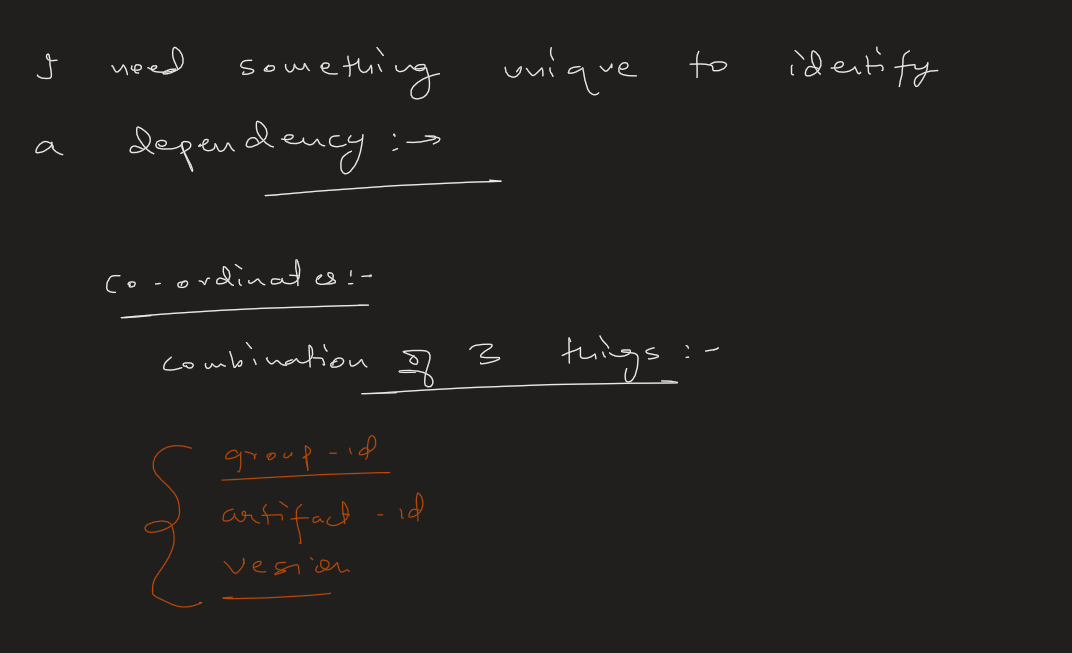 I need something unique to identify
a dependency :→
co-ordinates :-
combination of 3 things :-
group-id
artifact-id
vesion